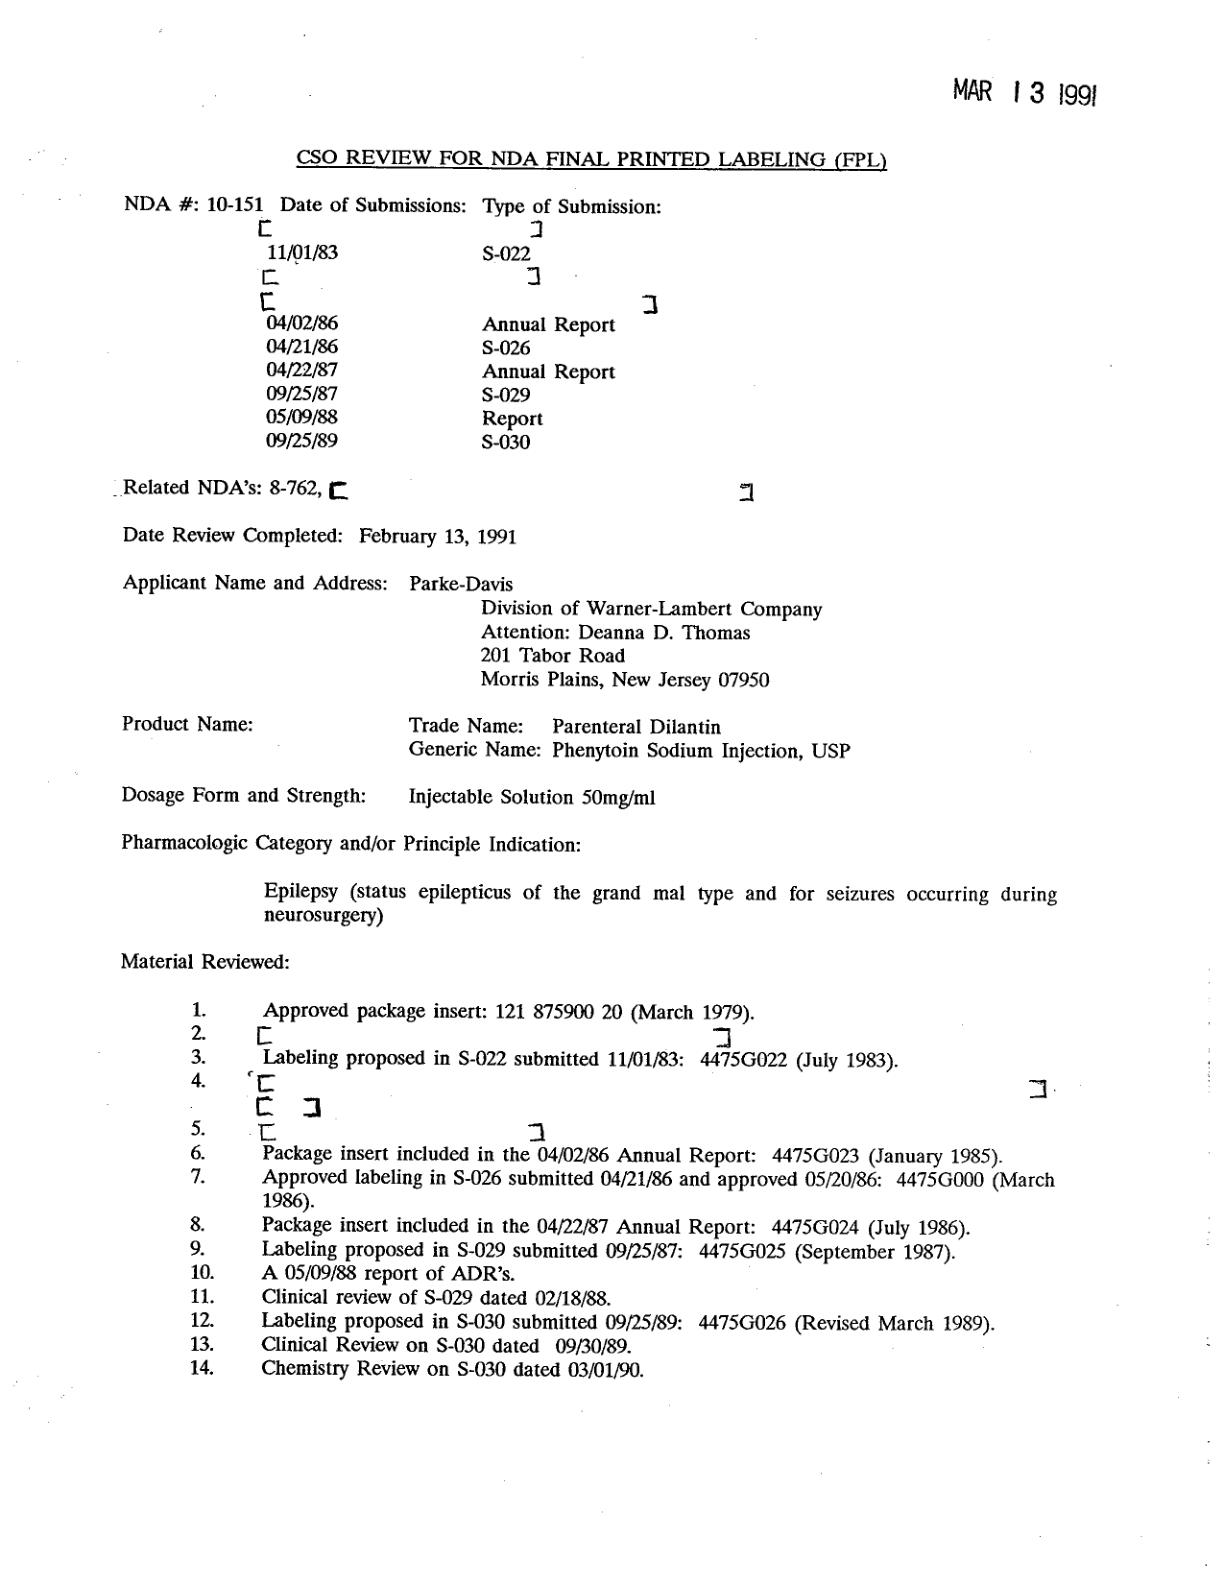 MAR 13 1991
CSO REVIEW FOR NDA FINAL PRINTED LABELING (FPL)
NDA #: 10-151 Date of Submissions: Type of Submission:
[ ]
11/01/83 S-022
[ ]
[ ]
04/02/86 Annual Report
04/21/86 S-026
04/22/87 Annual Report
09/25/87 S-029
05/09/88 Report
09/25/89 S-030
Related NDA's: 8-762, [ ]
Date Review Completed: February 13, 1991
Applicant Name and Address: Parke-Davis
Division of Warner-Lambert Company
Attention: Deanna D. Thomas
201 Tabor Road
Morris Plains, New Jersey 07950
Product Name: Trade Name: Parenteral Dilantin
Generic Name: Phenytoin Sodium Injection, USP
Dosage Form and Strength: Injectable Solution 50mg/ml
Pharmacologic Category and/or Principle Indication:
Epilepsy (status epilepticus of the grand mal type and for seizures occurring during
neurosurgery)
Material Reviewed:
1. Approved package insert: 121 875900 20 (March 1979).
2. [ ]
3. Labeling proposed in S-022 submitted 11/01/83: 4475G022 (July 1983).
4. [ ]
[ ]
5. [ ]
6. Package insert included in the 04/02/86 Annual Report: 4475G023 (January 1985).
7. Approved labeling in S-026 submitted 04/21/86 and approved 05/20/86: 4475G000 (March
1986).
8. Package insert included in the 04/22/87 Annual Report: 4475G024 (July 1986).
9. Labeling proposed in S-029 submitted 09/25/87: 4475G025 (September 1987).
10. A 05/09/88 report of ADR's.
11. Clinical review of S-029 dated 02/18/88.
12. Labeling proposed in S-030 submitted 09/25/89: 4475G026 (Revised March 1989).
13. Clinical Review on S-030 dated 09/30/89.
14. Chemistry Review on S-030 dated 03/01/90.